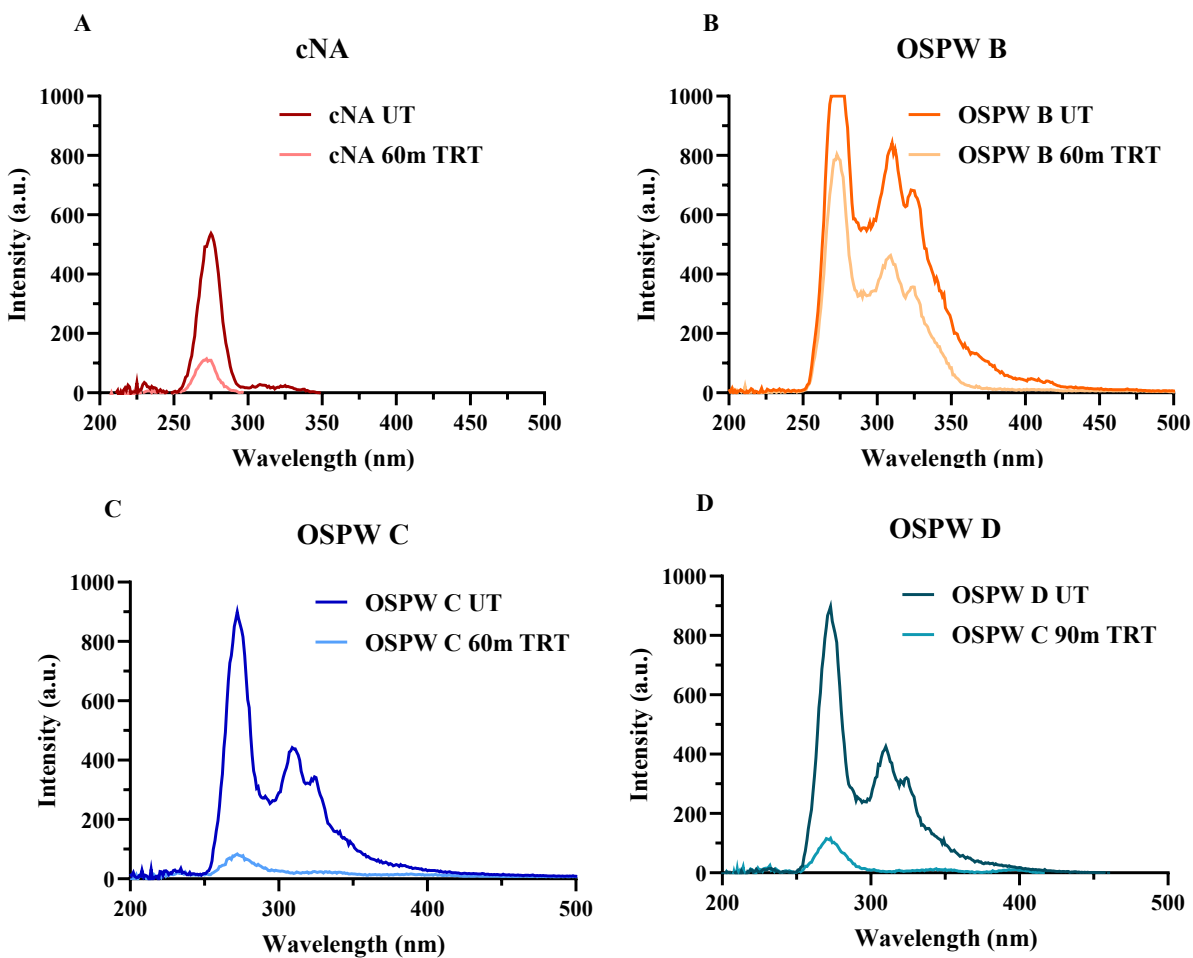 A
cNA
cNA UT
cNA 60m TRT
Intensity (a.u.)
1000
800
600
400
200
0
200 250 300 350 400 450 500
Wavelength (nm)
B
OSPW B
OSPW B UT
OSPW B 60m TRT
Intensity (a.u.)
1000
800
600
400
200
0
200 250 300 350 400 450 500
Wavelength (nm)
C
OSPW C
OSPW C UT
OSPW C 60m TRT
Intensity (a.u.)
1000
800
600
400
200
0
200 300 400 500
Wavelength (nm)
D
OSPW D
OSPW D UT
OSPW C 90m TRT
Intensity (a.u.)
1000
800
600
400
200
0
200 300 400 500
Wavelength (nm)